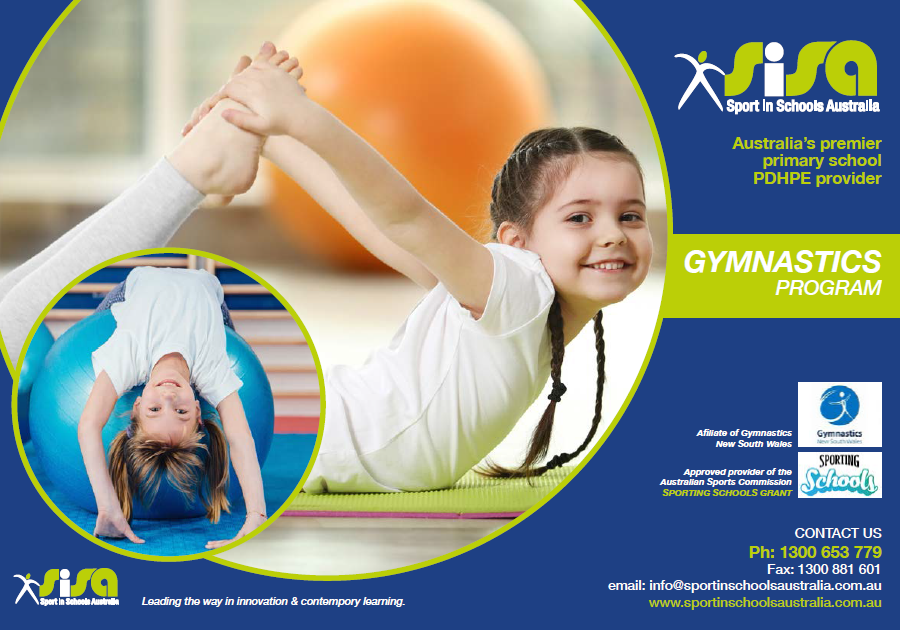 sisa
Sport In Schools Australia
Australia's premier
primary school
PDHPE provider
GYMNASTICS
PROGRAM
Afiliate of Gymnastics
New South Wales
Gymnastics
New South Wales
Approved provider of the
Australian Sports Commission
SPORTING SCHOOLS GRANT
SPORTING
Schools
CONTACT US
Ph: 1300 653 779
Fax: 1300 881 601
email: info@sportinschoolsaustralia.com.au
www.sportinschoolsaustralia.com.au
sisa
Sport In Schools Australia
Leading the way in innovation & contempory learning.